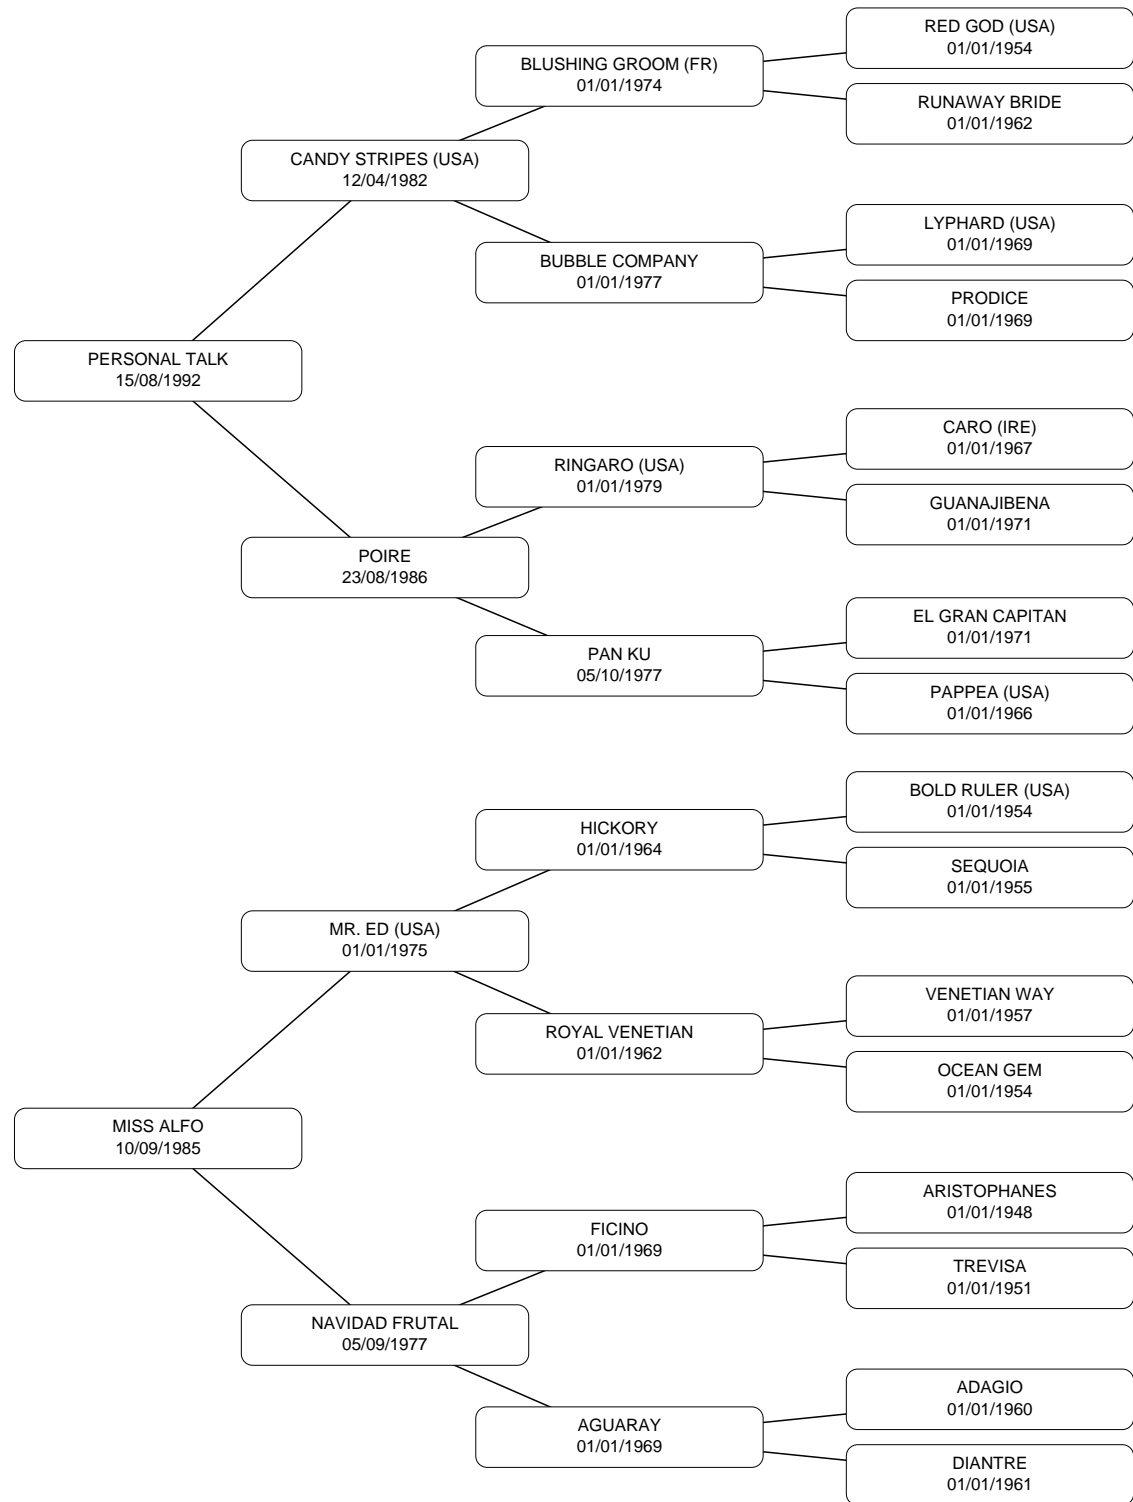 RED GOD (USA)
01/01/1954
BLUSHING GROOM (FR)
01/01/1974
RUNAWAY BRIDE
01/01/1962
CANDY STRIPES (USA)
12/04/1982
LYPHARD (USA)
01/01/1969
BUBBLE COMPANY
01/01/1977
PRODICE
01/01/1969
PERSONAL TALK
15/08/1992
CARO (IRE)
01/01/1967
RINGARO (USA)
01/01/1979
GUANAJIBENA
01/01/1971
POIRE
23/08/1986
EL GRAN CAPITAN
01/01/1971
PAN KU
05/10/1977
PAPPEA (USA)
01/01/1966
BOLD RULER (USA)
01/01/1954
HICKORY
01/01/1964
SEQUOIA
01/01/1955
MR. ED (USA)
01/01/1975
VENETIAN WAY
01/01/1957
ROYAL VENETIAN
01/01/1962
OCEAN GEM
01/01/1954
MISS ALFO
10/09/1985
ARISTOPHANES
01/01/1948
FICINO
01/01/1969
TREVISA
01/01/1951
NAVIDAD FRUTAL
05/09/1977
ADAGIO
01/01/1960
AGUARAY
01/01/1969
DIANTRE
01/01/1961